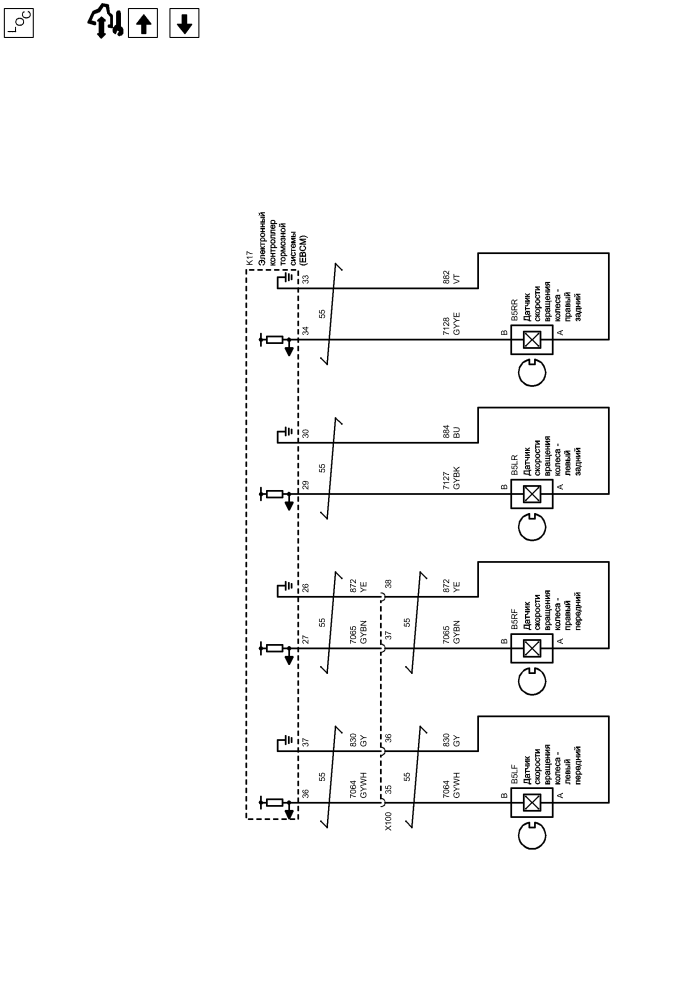 LOC
K17
Электронный
контроллер
тормозной
системы
(EBCM)
36
37
27
26
29
30
34
33
55
55
55
55
7064
GYWH
830
GY
7065
GYBN
872
YE
X100
35
36
37
38
55
55
7064
GYWH
830
GY
7065
GYBN
872
YE
7127
GYBK
884
BU
7128
GYYE
882
VT
B
B
B
B
B5LF
Датчик
скорости
вращения
колеса -
левый
передний
B5RF
Датчик
скорости
вращения
колеса -
правый
передний
B5LR
Датчик
скорости
вращения
колеса -
левый
задний
B5RR
Датчик
скорости
вращения
колеса -
правый
задний
A
A
A
A